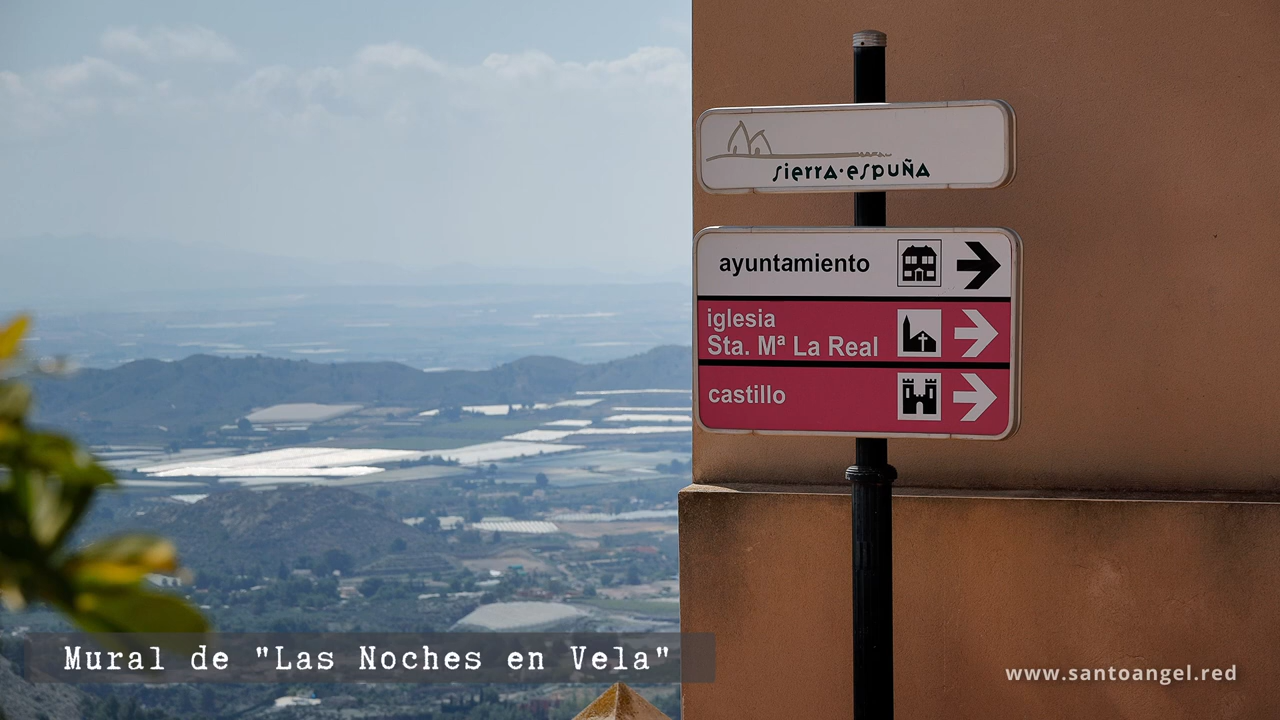 sierra·espuña
ayuntamiento
iglesia
Sta. Mª La Real
castillo
Mural de "Las Noches en Vela"
www.santoangel.red